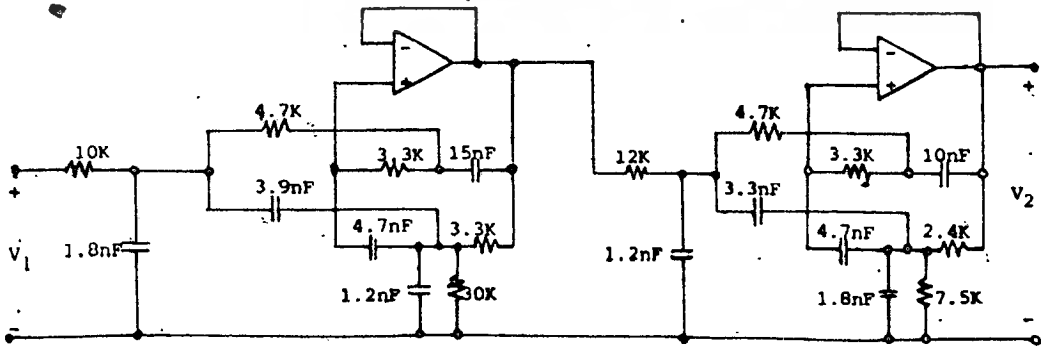 -
+
-
+
4.7K
4.7K
10K
3.3K
15nF
12K
3.3K
10nF
+
+
3.9nF
3.3nF
V1
V2
1.8nF
4.7nF
3.3K
1.2nF
4.7nF
2.4K
1.2nF
30K
1.8nF
7.5K
-
-